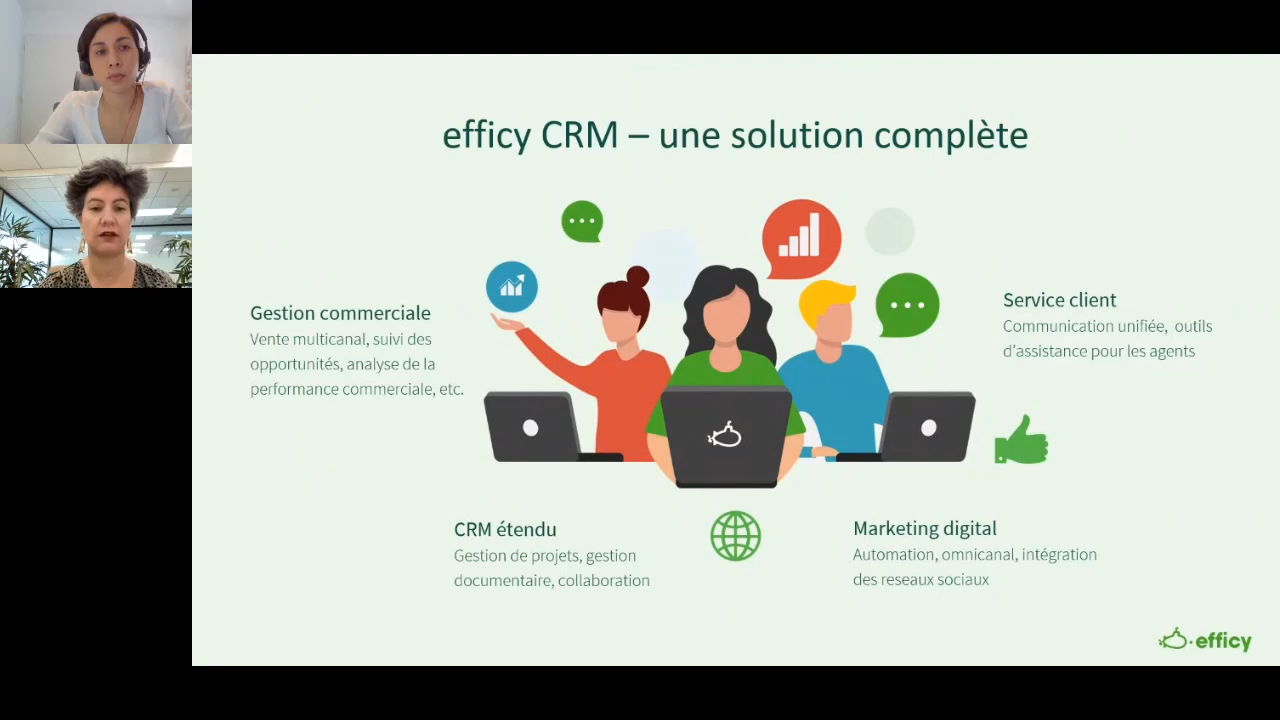 efficy CRM – une solution complète
Gestion commerciale
Vente multicanal, suivi des
opportunités, analyse de la
performance commerciale, etc.
Service client
Communication unifiée, outils
d'assistance pour les agents
CRM étendu
Gestion de projets, gestion
documentaire, collaboration
Marketing digital
Automation, omnicanal, intégration
des reseaux sociaux
efficy